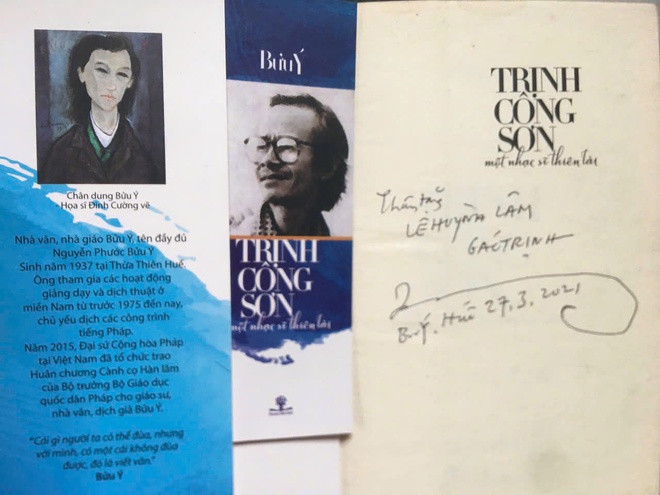 Chân dung Bửu Ý
Họa sĩ Đinh Cường vẽ
Nhà văn, nhà giáo Bửu Ý, tên đầy đủ
Nguyễn Phước Bửu Ý
Sinh năm 1937 tại Thừa Thiên Huế.
Ông tham gia các hoạt động
giảng dạy và dịch thuật ở
miền Nam từ trước 1975 đến nay,
chủ yếu dịch các công trình
tiếng Pháp.
Năm 2015, Đại sứ Cộng hòa Pháp
tại Việt Nam đã tổ chức trao
Huân chương Cành cọ Hàn lâm
của Bộ trưởng Bộ Giáo dục
quốc dân Pháp cho giáo sư,
nhà văn, dịch giả Bửu Ý.
"Cái gì người ta có thể đùa, nhưng
với mình, có một cái không đùa
được, đó là viết văn."
Bửu Ý
BửuÝ
TRỊNH
CÔNG
SƠN
một nhạc sĩ thiên tài
TRỊNH
CÔNG
SƠN
một nhạc sĩ thiên tài
Thân tặng
LÊ HUỲNH LÂM
GÁC TRỊNH
Bửu Ý. Huế 27.3.2021